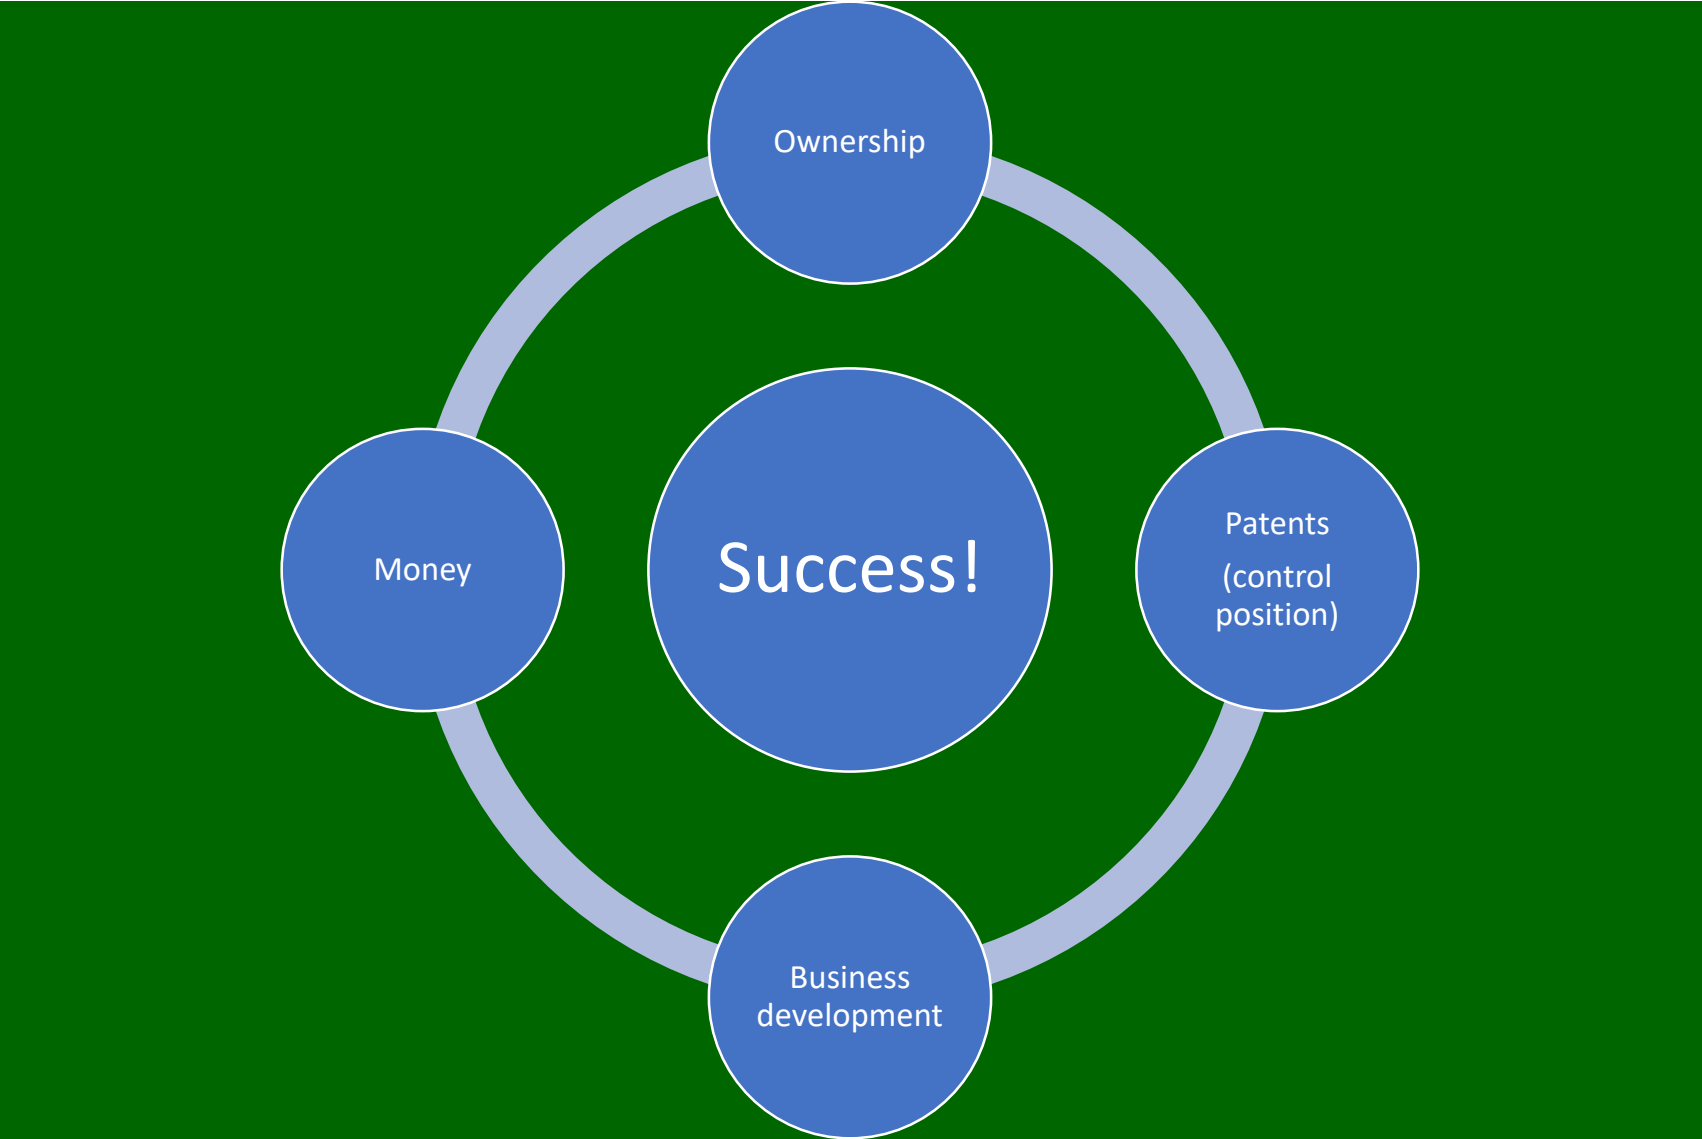 Ownership
Patents
(control
position)
Money
Success!
Business
development